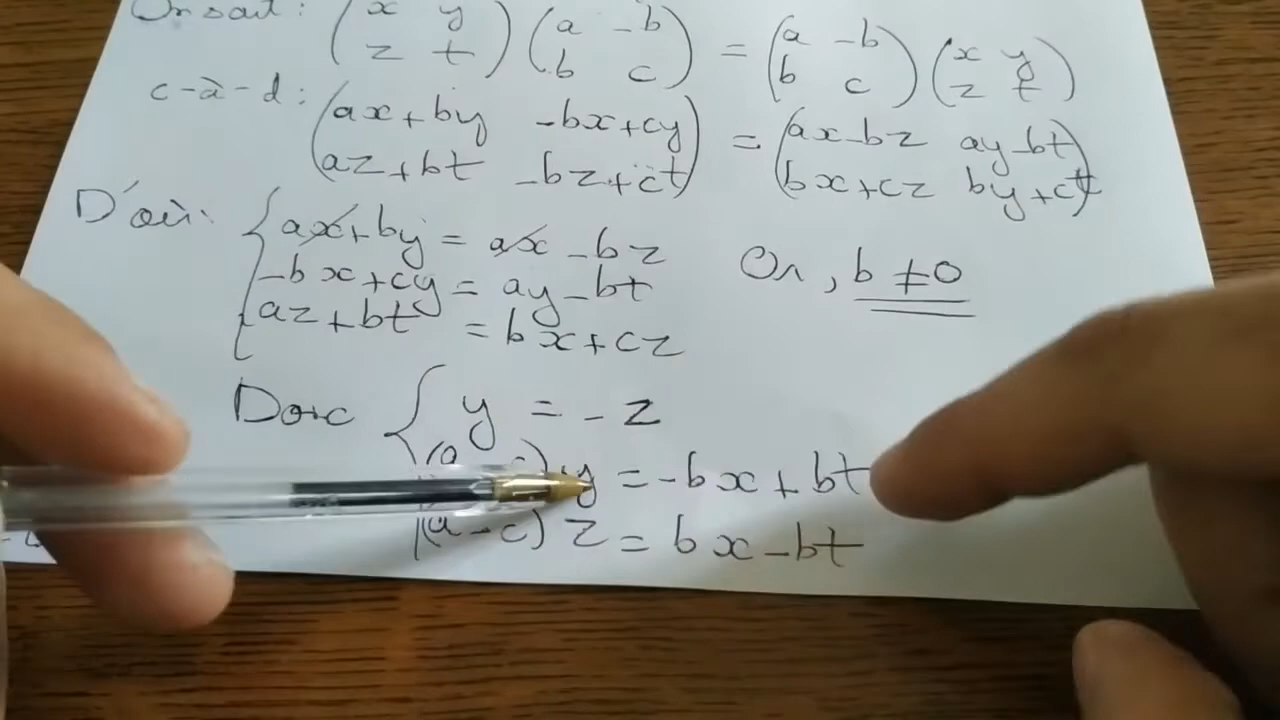 On sait : ( x y ) ( a -b ) = ( a -b ) ( x y )
( z t ) ( b c ) ( b c ) ( z t )
c-à-d : ( ax+by -bx+cy ) = ( ax-bz ay-bt )
( az+bt -bz+ct ) ( bx+cz by+ct )
D'où : { ax+by = ax-bz
-bx+cy = ay-bt Or, b ≠ 0
az+bt = bx+cz
Donc { y = -z
y = -bx+bt
(a-c) z = bx-bt